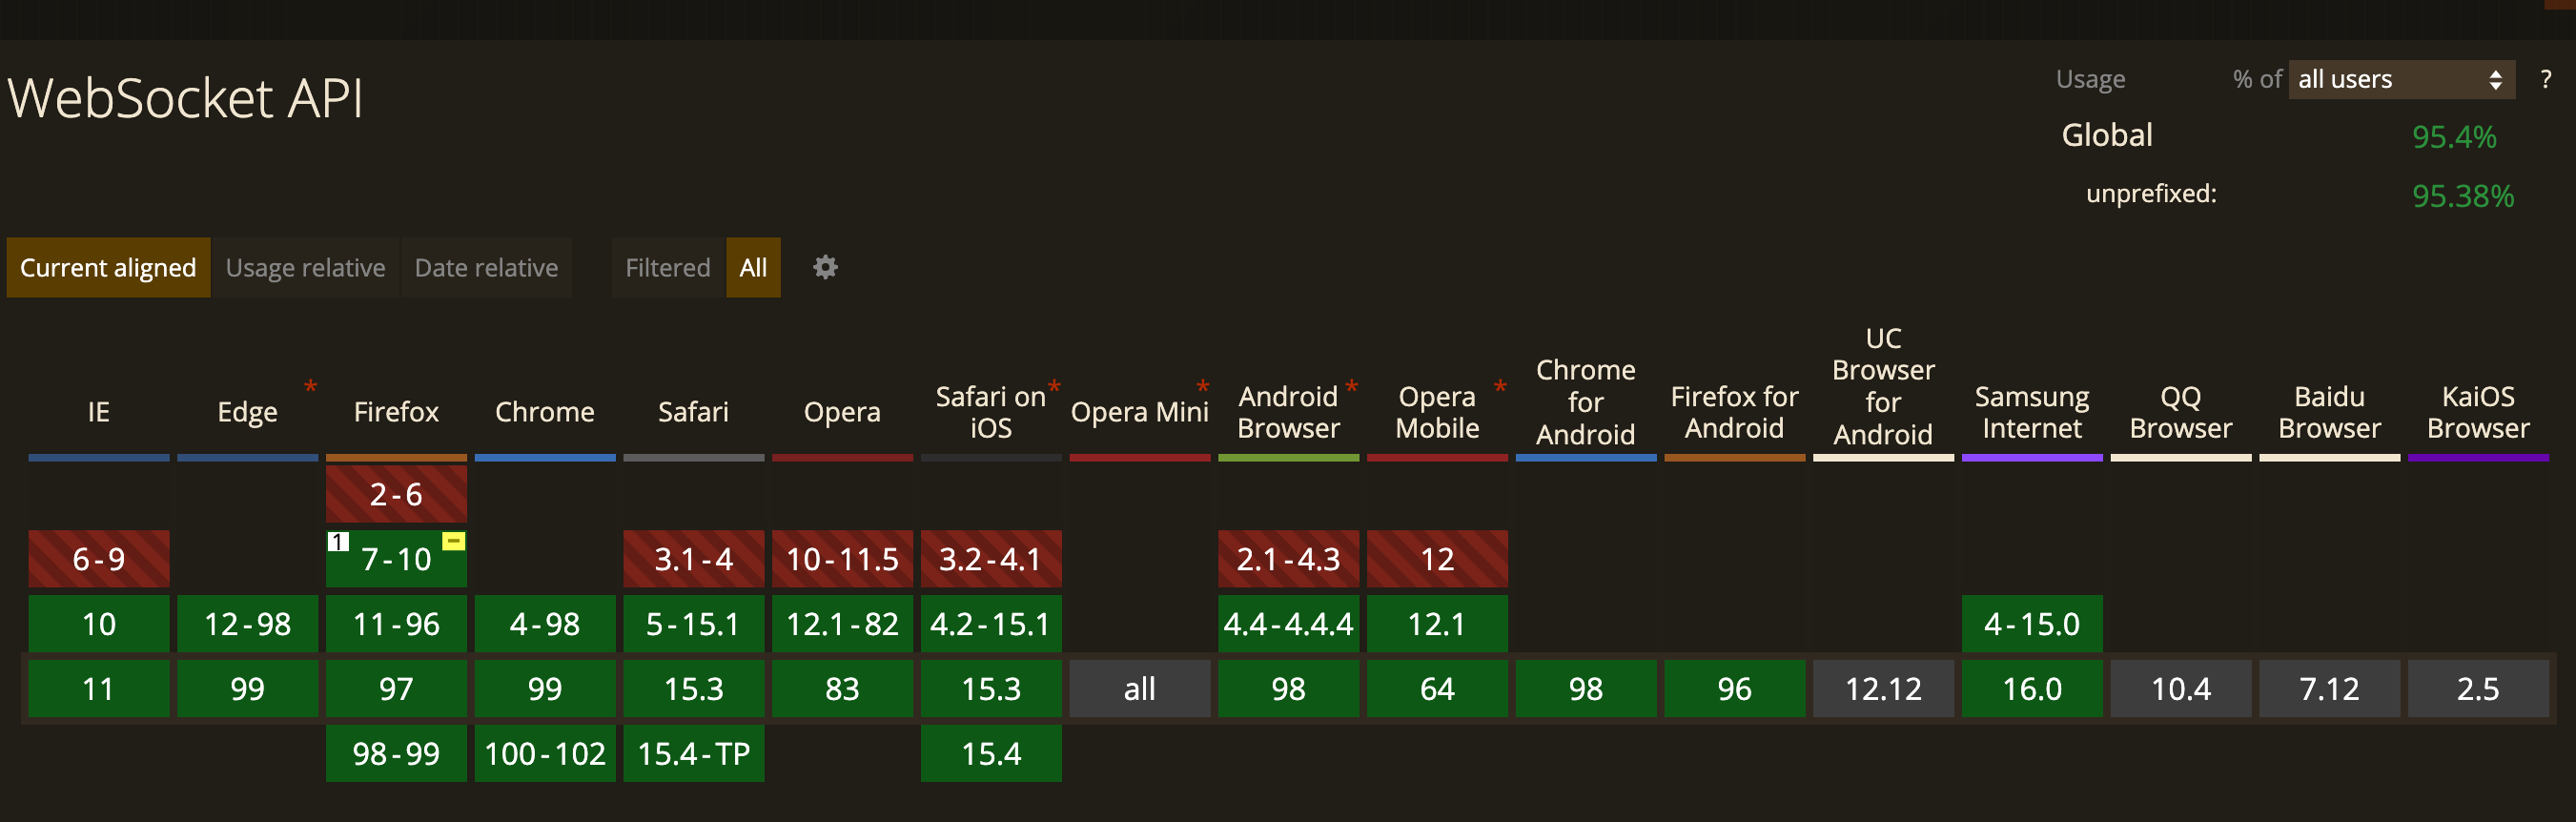 WebSocket API
Usage % of all users ?
Global 95.4%
unprefixed: 95.38%
Current aligned Usage relative Date relative Filtered All
IE
Edge *
Firefox
Chrome
Safari
Opera
Safari on *
iOS
Opera Mini *
Android *
Browser
Opera *
Mobile
Chrome
for
Android
Firefox for
Android
UC
Browser
for
Android
Samsung
Internet
QQ
Browser
Baidu
Browser
KaiOS
Browser
2-6
6-9 1 7-10 - 3.1-4 10-11.5 3.2-4.1 2.1-4.3 12
10 12-98 11-96 4-98 5-15.1 12.1-82 4.2-15.1 4.4-4.4.4 12.1 4-15.0
11 99 97 99 15.3 83 15.3 all 98 64 98 96 12.12 16.0 10.4 7.12 2.5
98-99 100-102 15.4-TP 15.4